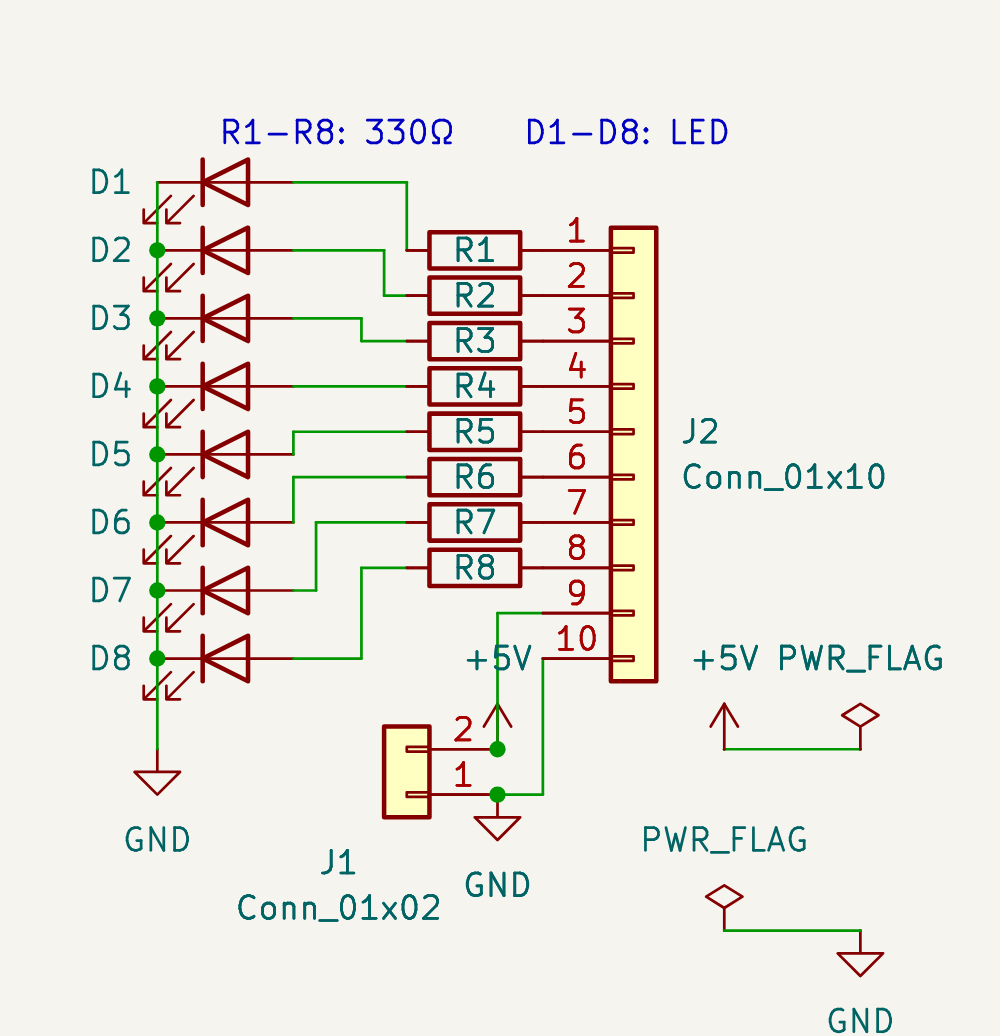 R1-R8: 330Ω D1-D8: LED
D1
D2 R1 1
R2 2
D3 R3 3
D4 R4 4
D5 R5 5
R6 6
D6 R7 7
D7 R8 8
D8 9
10
J2
Conn_01x10
+5V
+5V PWR_FLAG
2
1
GND
J1
Conn_01x02
GND
PWR_FLAG
GND